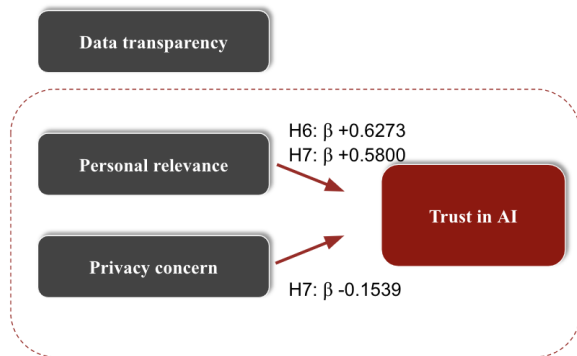 Data transparency
H6: β +0.6273
H7: β +0.5800
Personal relevance
Trust in AI
Privacy concern
H7: β -0.1539